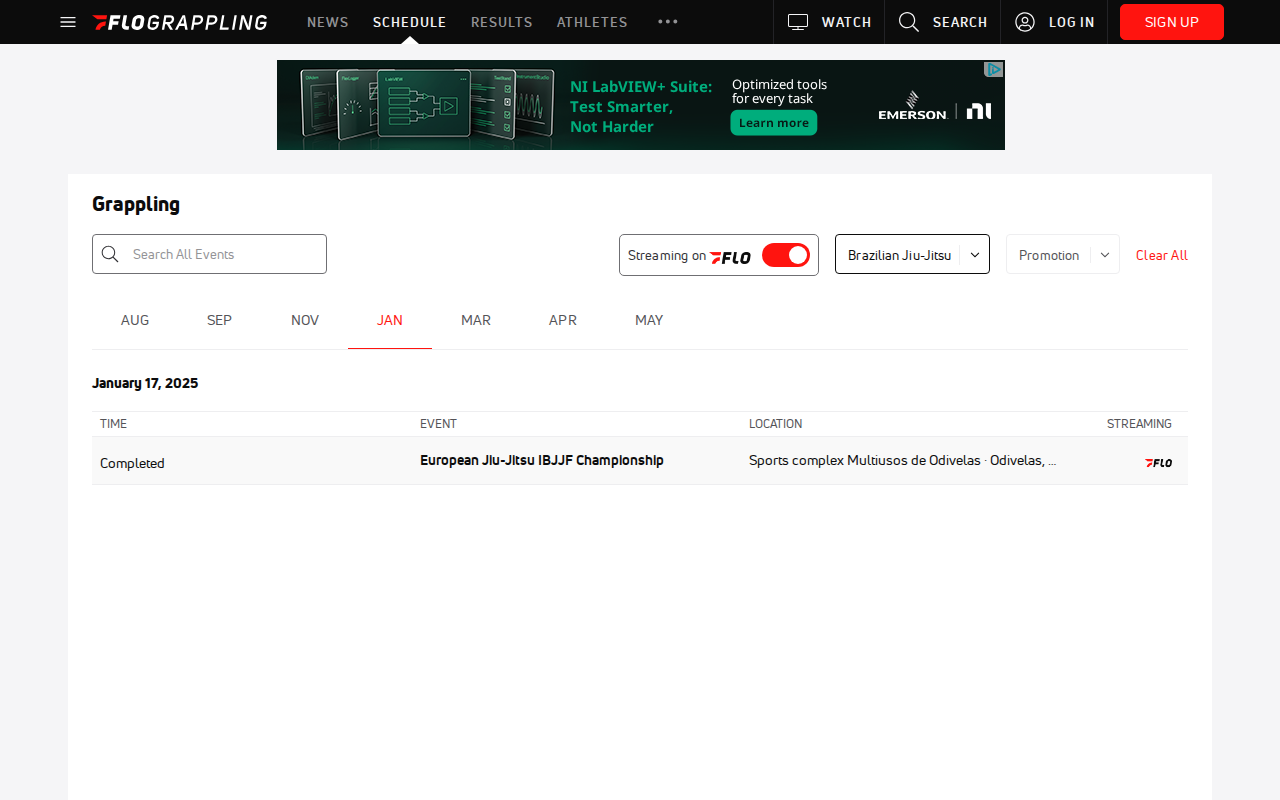 FLOGRAPPLING
NEWS
SCHEDULE
RESULTS
ATHLETES
WATCH
SEARCH
LOG IN
SIGN UP
LabVIEW
NI LabVIEW+ Suite:
Test Smarter,
Not Harder
Optimized tools
for every task
Learn more
EMERSON
Grappling
Search All Events
Streaming on FLO
Brazilian Jiu-Jitsu
Promotion
Clear All
AUG
SEP
NOV
JAN
MAR
APR
MAY
January 17, 2025
TIME
EVENT
LOCATION
STREAMING
Completed
European Jiu-Jitsu IBJJF Championship
Sports complex Multiusos de Odivelas · Odivelas, ...
FLO